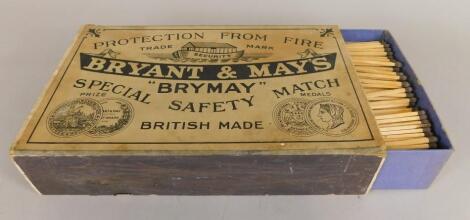 PROTECTION FROM FIRE
TRADE MARK
SECURITY
BRYANT & MAY'S
SPECIAL "BRYMAY" MATCH
PRIZE SAFETY MEDALS
BRITISH MADE